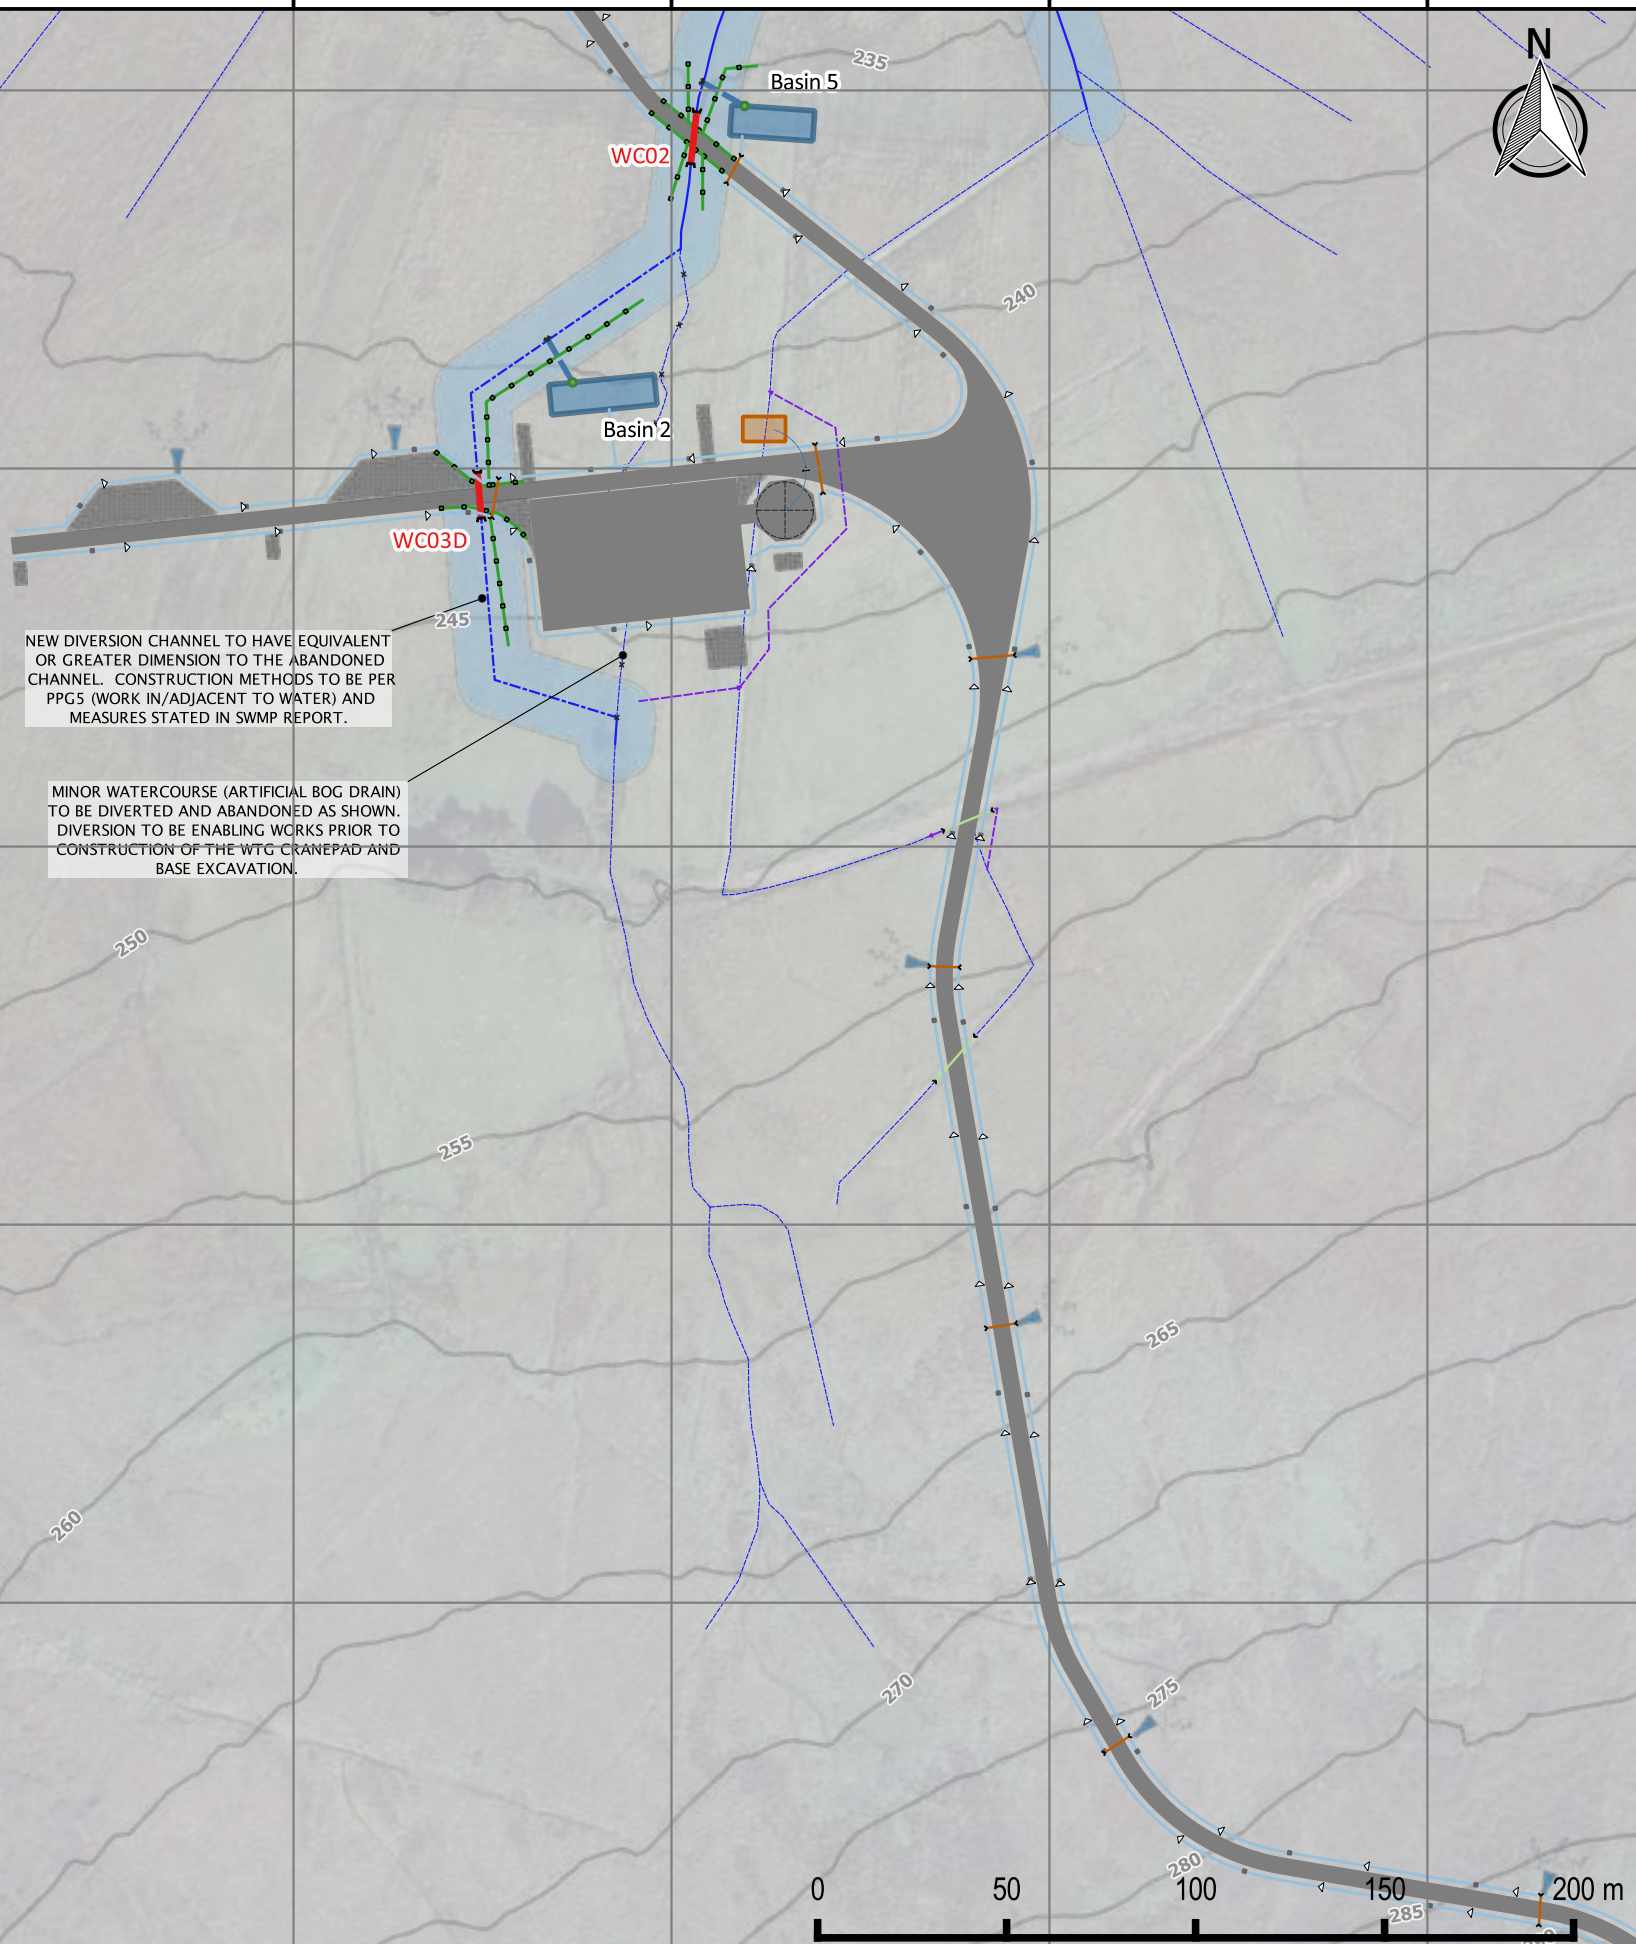 N
235
Basin 5
WC02
240
Basin 2
WC03D
245
NEW DIVERSION CHANNEL TO HAVE EQUIVALENT
OR GREATER DIMENSION TO THE ABANDONED
CHANNEL. CONSTRUCTION METHODS TO BE PER
PPG5 (WORK IN/ADJACENT TO WATER) AND
MEASURES STATED IN SWMP REPORT.
MINOR WATERCOURSE (ARTIFICIAL BOG DRAIN)
TO BE DIVERTED AND ABANDONED AS SHOWN.
DIVERSION TO BE ENABLING WORKS PRIOR TO
CONSTRUCTION OF THE WTG CRANEPAD AND
BASE EXCAVATION.
250
255
265
260
270
275
280
0 50 100 150 200 m
285